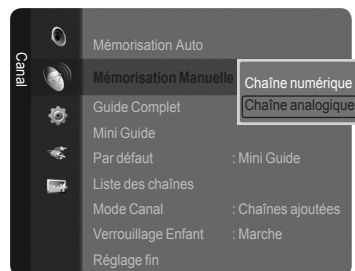 Canal
Mémorisation Auto
Mémorisation Manuelle
Chaîne numérique
Chaîne analogique
Guide Complet
Mini Guide
Par défaut : Mini Guide
Liste des chaînes
Mode Canal : Chaînes ajoutées
Verrouillage Enfant : Marche
Réglage fin